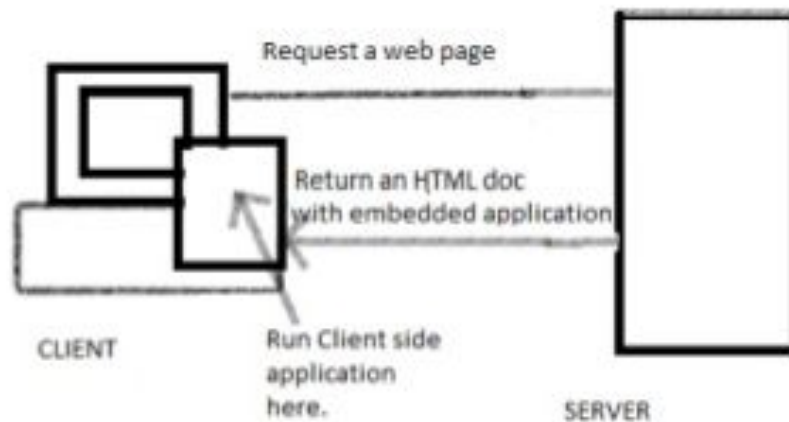 Request a web page
Return an HTML doc
with embedded application
Run Client side
application
here.
CLIENT
SERVER